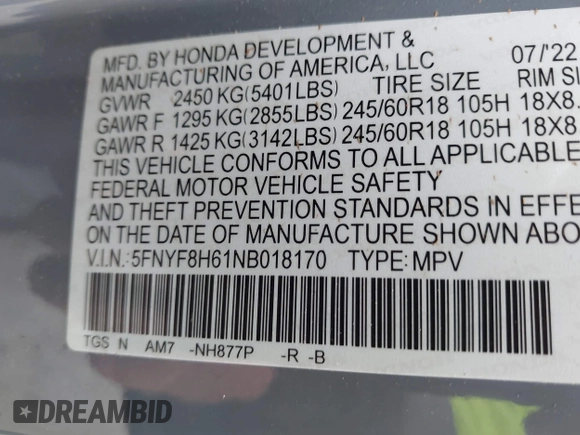 MFD. BY HONDA DEVELOPMENT & 07/'22
MANUFACTURING OF AMERICA, LLC
GVWR 2450 KG(5401LBS) TIRE SIZE RIM SI
GAWR F 1295 KG(2855LBS) 245/60R18 105H 18X8
GAWR R 1425 KG(3142LBS) 245/60R18 105H 18X8
THIS VEHICLE CONFORMS TO ALL APPLICABLE
FEDERAL MOTOR VEHICLE SAFETY
AND THEFT PREVENTION STANDARDS IN EFFE
ON THE DATE OF MANUFACTURE SHOWN ABO
V.I.N.:5FNYF8H61NB018170 TYPE:MPV
TGS N AM7 -NH877P -R -B
DREAMBID